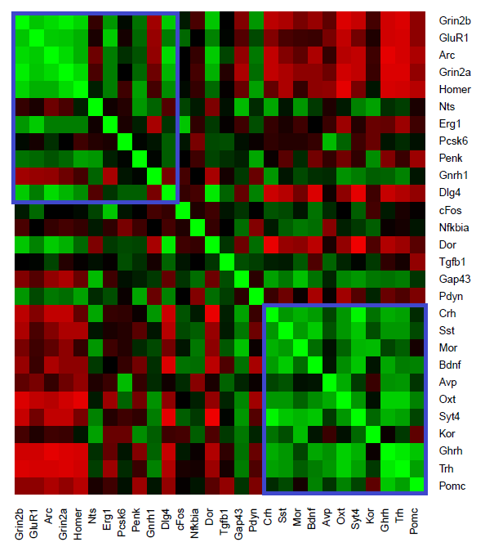 Grin2b
GluR1
Arc
Grin2a
Homer
Nts
Erg1
Pcsk6
Penk
Gnrh1
Dlg4
cFos
Nfkbia
Dor
Tgfb1
Gap43
Pdyn
Crh
Sst
Mor
Bdnf
Avp
Oxt
Syt4
Kor
Ghrh
Trh
Pomc
Grin2b GluR1 Arc Grin2a Homer Nts Erg1 Pcsk6 Penk Gnrh1 Dlg4 cFos Nfkbia Dor Tgfb1 Gap43 Pdyn Crh Sst Mor Bdnf Avp Oxt Syt4 Kor Ghrh Trh Pomc